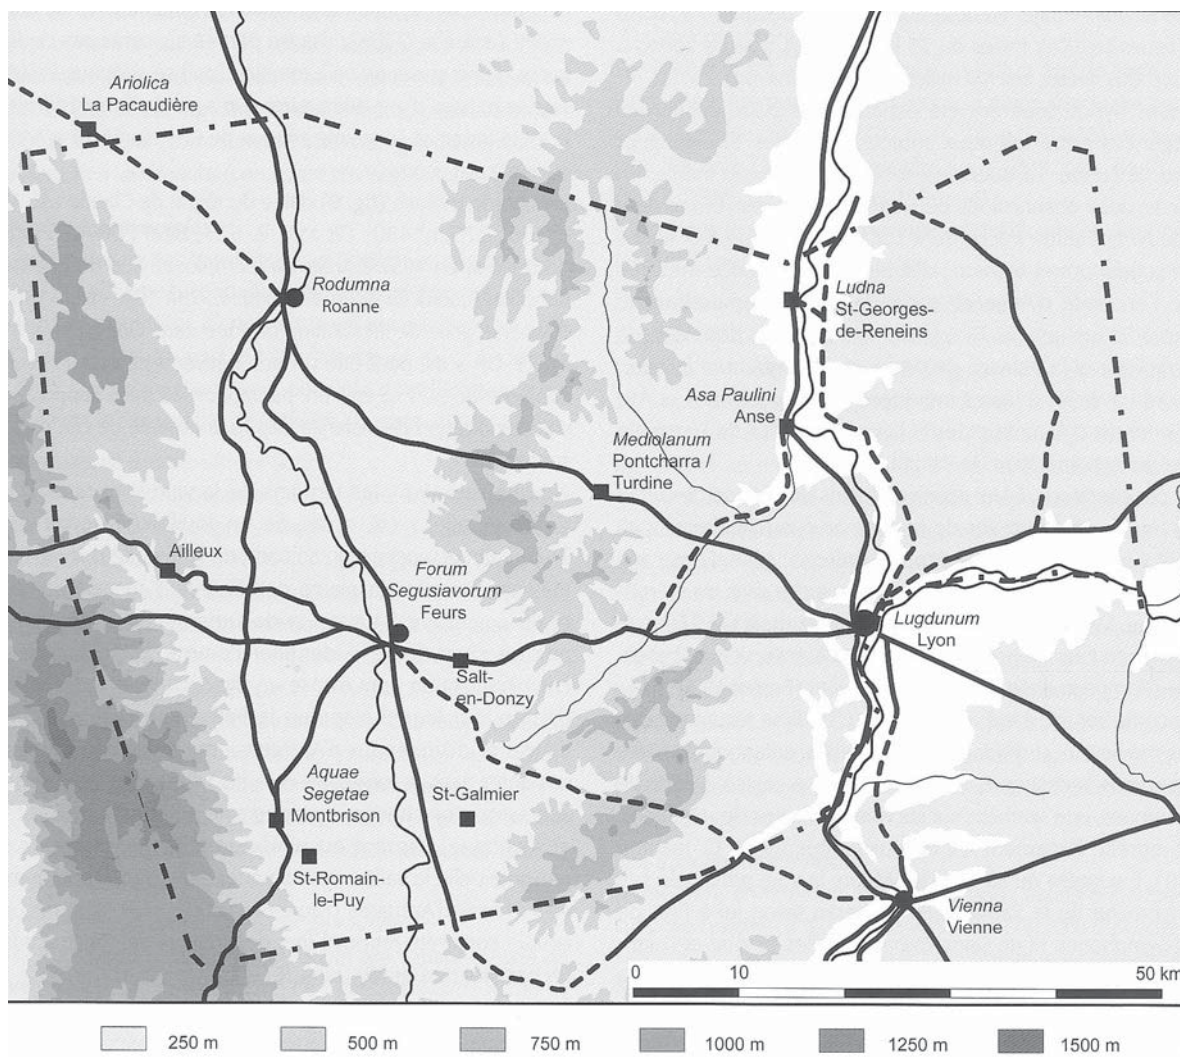 Ariolica
La Pacaudière
Rodumna
Roanne
Ludna
St-Georges-
de-Reneins
Asa Paulini
Anse
Mediolanum
Pontcharra /
Turdine
Ailleux
Forum
Segusiavorum
Feurs
Lugdunum
Lyon
Salt-
en-Donzy
Aquae
Segetae
Montbrison
St-Galmier
St-Romain-
le-Puy
Vienna
Vienne
0 10 50 km
250 m 500 m 750 m 1000 m 1250 m 1500 m